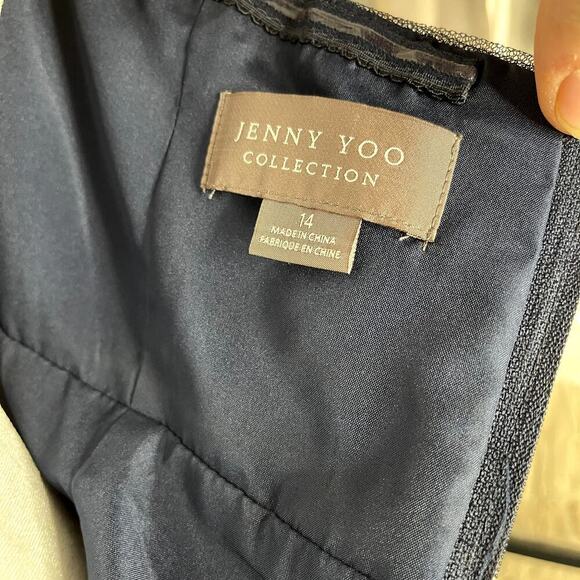 JENNY YOO
COLLECTION
14
MADE IN CHINA
FABRIQUE EN CHINE